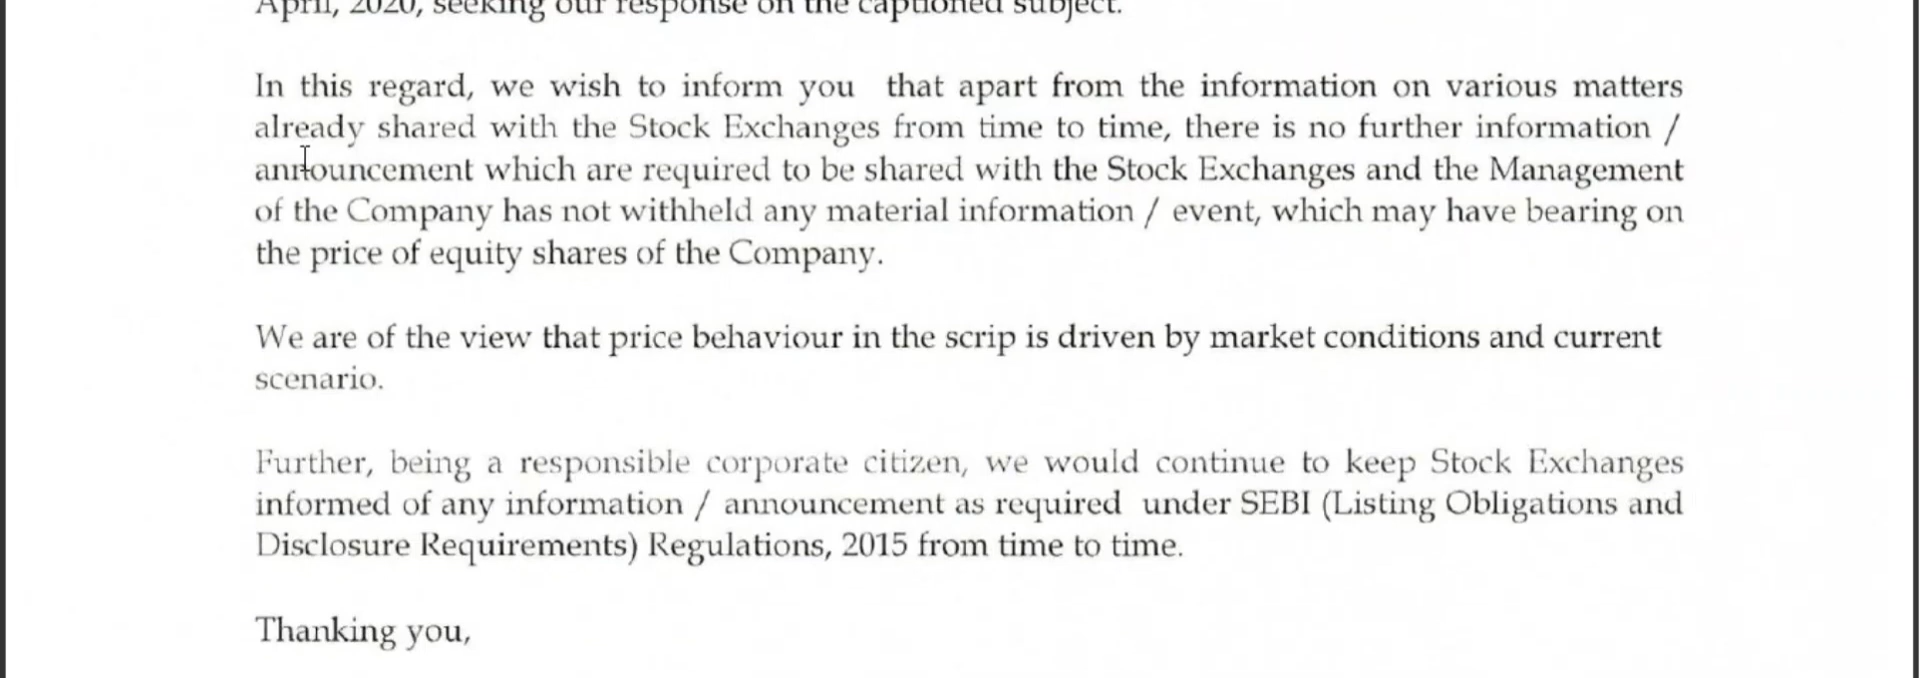 April, 2020, seeking our response on the captioned subject.
In this regard, we wish to inform you that apart from the information on various matters
already shared with the Stock Exchanges from time to time, there is no further information /
announcement which are required to be shared with the Stock Exchanges and the Management
of the Company has not withheld any material information / event, which may have bearing on
the price of equity shares of the Company.
We are of the view that price behaviour in the scrip is driven by market conditions and current
scenario.
Further, being a responsible corporate citizen, we would continue to keep Stock Exchanges
informed of any information / announcement as required under SEBI (Listing Obligations and
Disclosure Requirements) Regulations, 2015 from time to time.
Thanking you,